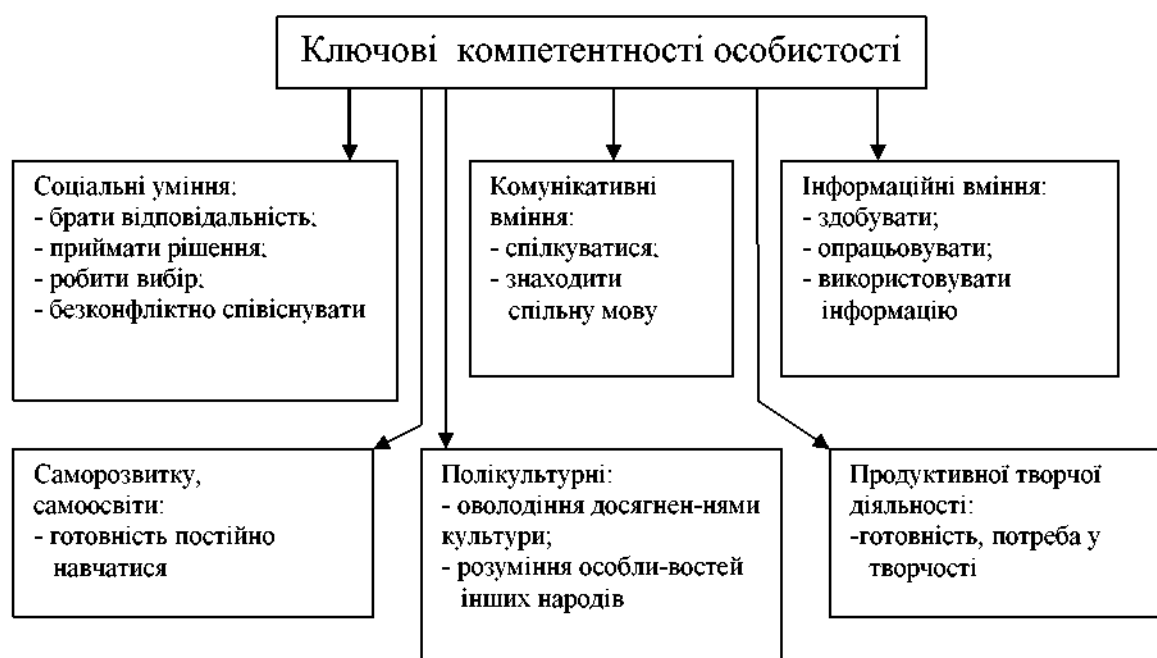 Ключові компетентності особистості
Соціальні уміння:
- брати відповідальність;
- приймати рішення;
- робити вибір;
- безконфліктно співіснувати
Комунікативні
вміння:
- спілкуватися;
- знаходити
спільну мову
Інформаційні вміння:
- здобувати;
- опрацьовувати;
- використовувати
інформацію
Саморозвитку,
самоосвіти:
- готовність постійно
навчатися
Полікультурні:
- оволодіння досягнен-нями
культури;
- розуміння особли-востей
інших народів
Продуктивної творчої
діяльності:
-готовність, потреба у
творчості